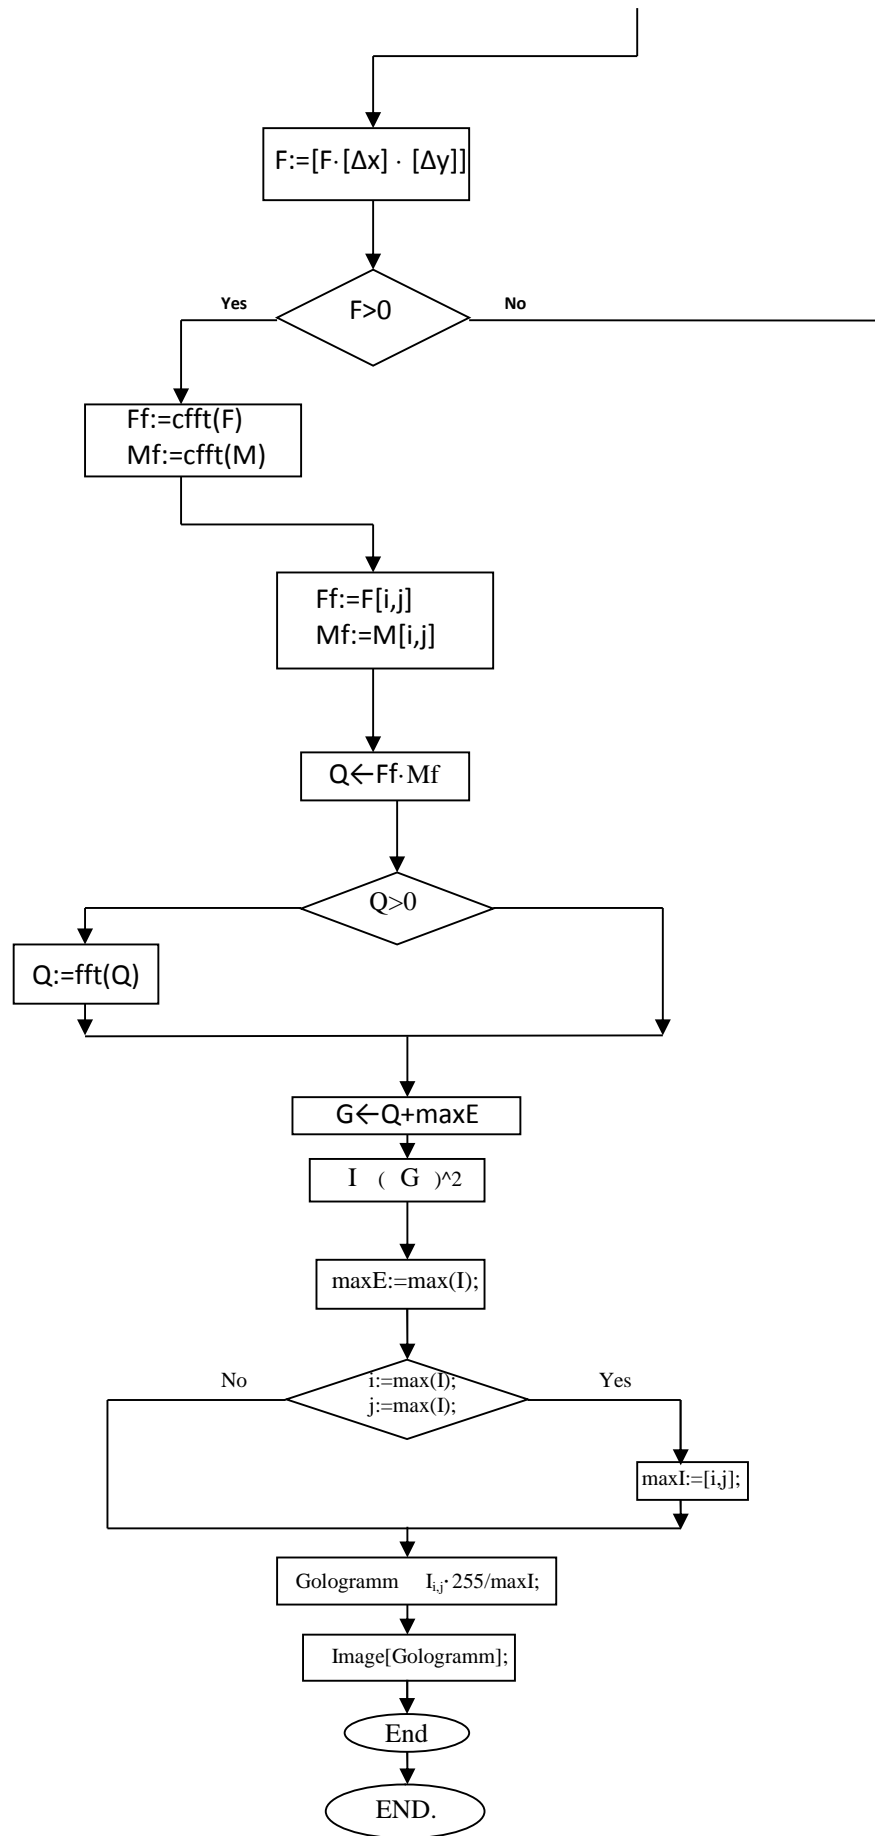 F:=[F·[Δx] · [Δy]]
Yes
F>0
No
Ff:=cfft(F)
Mf:=cfft(M)
Ff:=F[i,j]
Mf:=M[i,j]
Q←Ff·Mf
Q>0
Q:=fft(Q)
G←Q+maxE
I ( G )^2
maxE:=max(I);
No
i:=max(I);
Yes
j:=max(I);
maxI:=[i,j];
Gologramm I_{i,j}·255/maxI;
Image[Gologramm];
End
END.